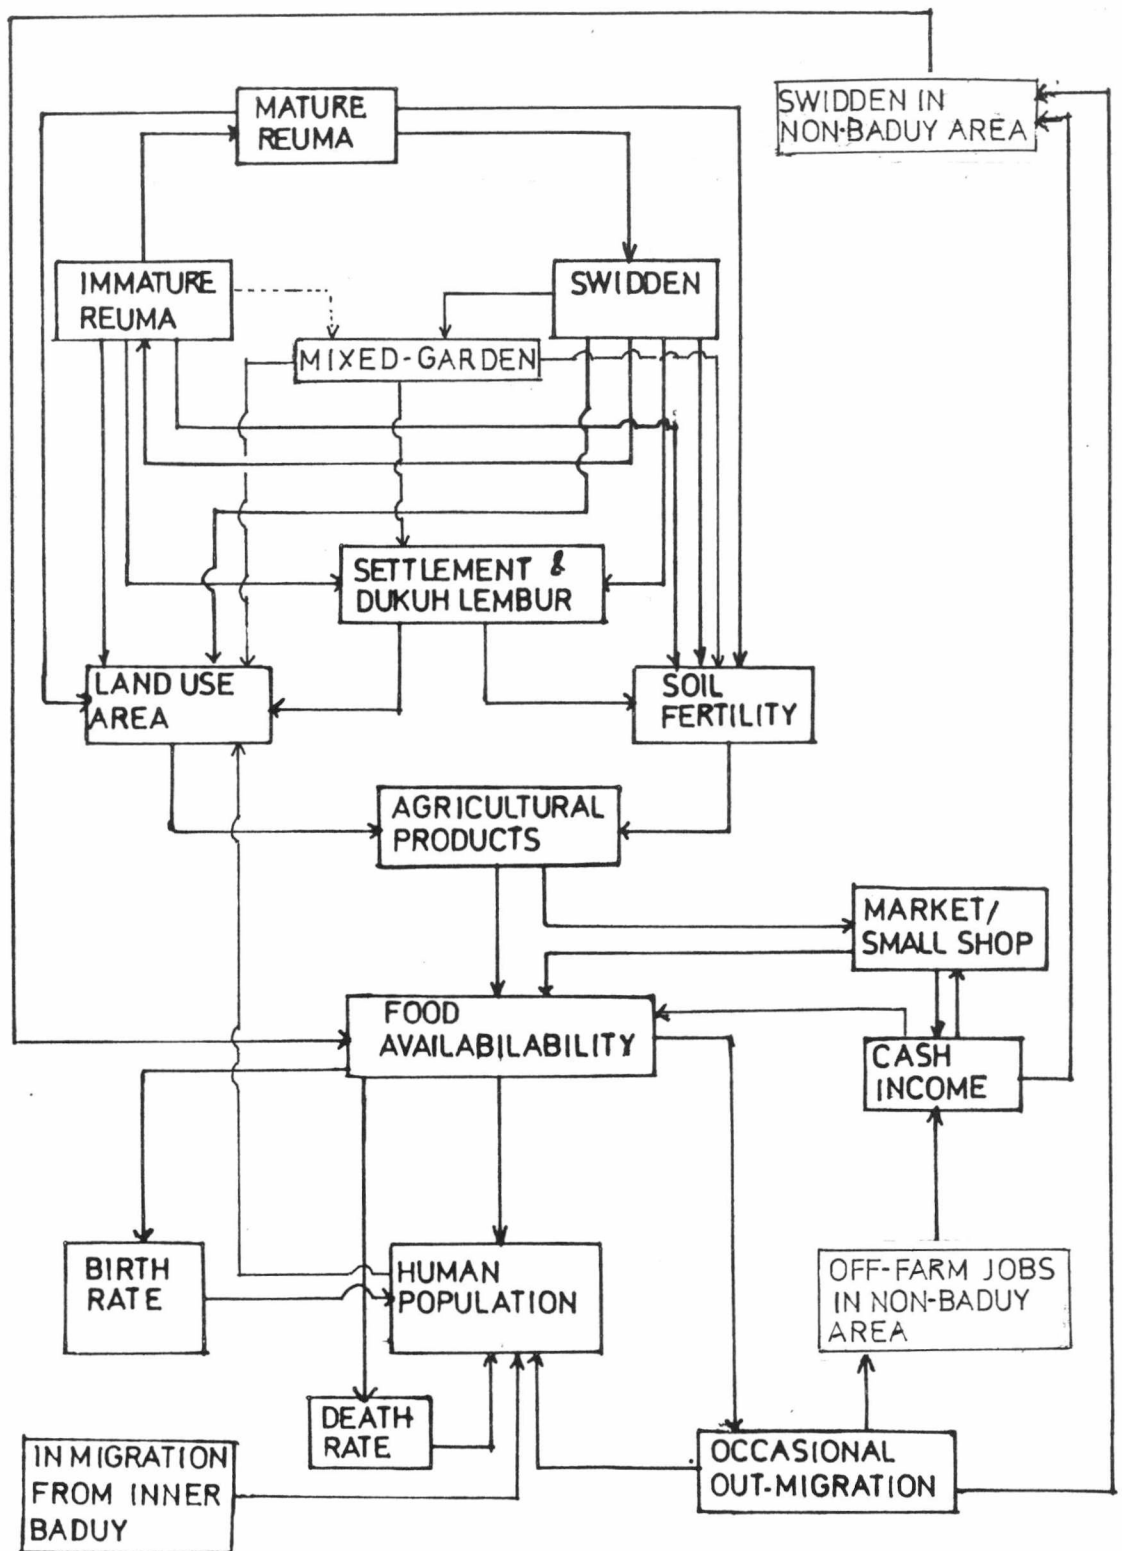 MATURE
REUMA
SWIDDEN IN
NON-BADUY AREA
IMMATURE
REUMA
SWIDDEN
MIXED-GARDEN
SETTLEMENT &
DUKUH LEMBUR
LAND USE
AREA
SOIL
FERTILITY
AGRICULTURAL
PRODUCTS
MARKET/
SMALL SHOP
FOOD
AVAILABILABILITY
CASH
INCOME
BIRTH
RATE
HUMAN
POPULATION
OFF-FARM JOBS
IN NON-BADUY
AREA
DEATH
RATE
IN MIGRATION
FROM INNER
BADUY
OCCASIONAL
OUT-MIGRATION